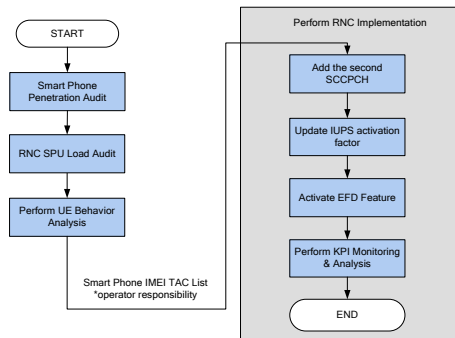 START
Smart Phone
Penetration Audit
RNC SPU Load Audit
Perform UE Behavior
Analysis
Smart Phone IMEI TAC List
*operator responsibility
Perform RNC Implementation
Add the second
SCCPCH
Update IUPS activation
factor
Activate EFD Feature
Perform KPI Monitoring
& Analysis
END